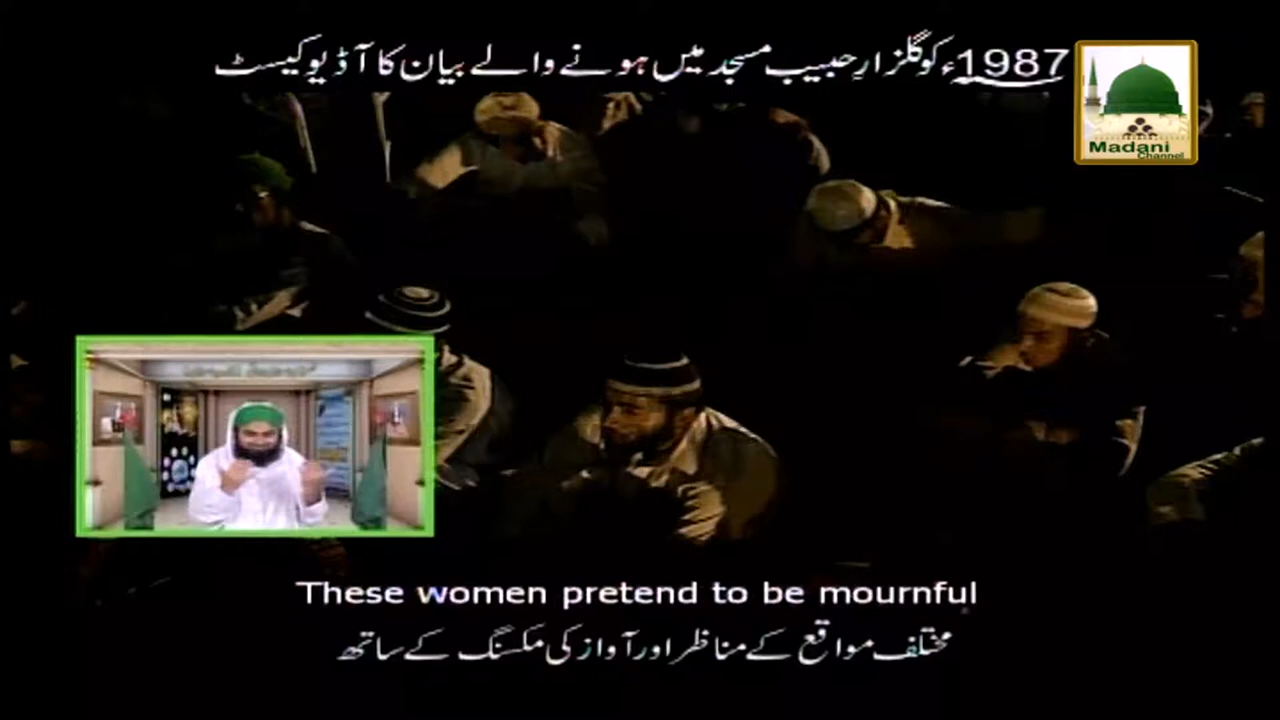 1987ء کو گلزارِ حبیب مسجد میں ہونے والے بیان کا آڈیو کیسٹ
Madani
Channel
These women pretend to be mournful
مختلف مواقع کے مناظر اور آواز کی مکسنگ کے ساتھ